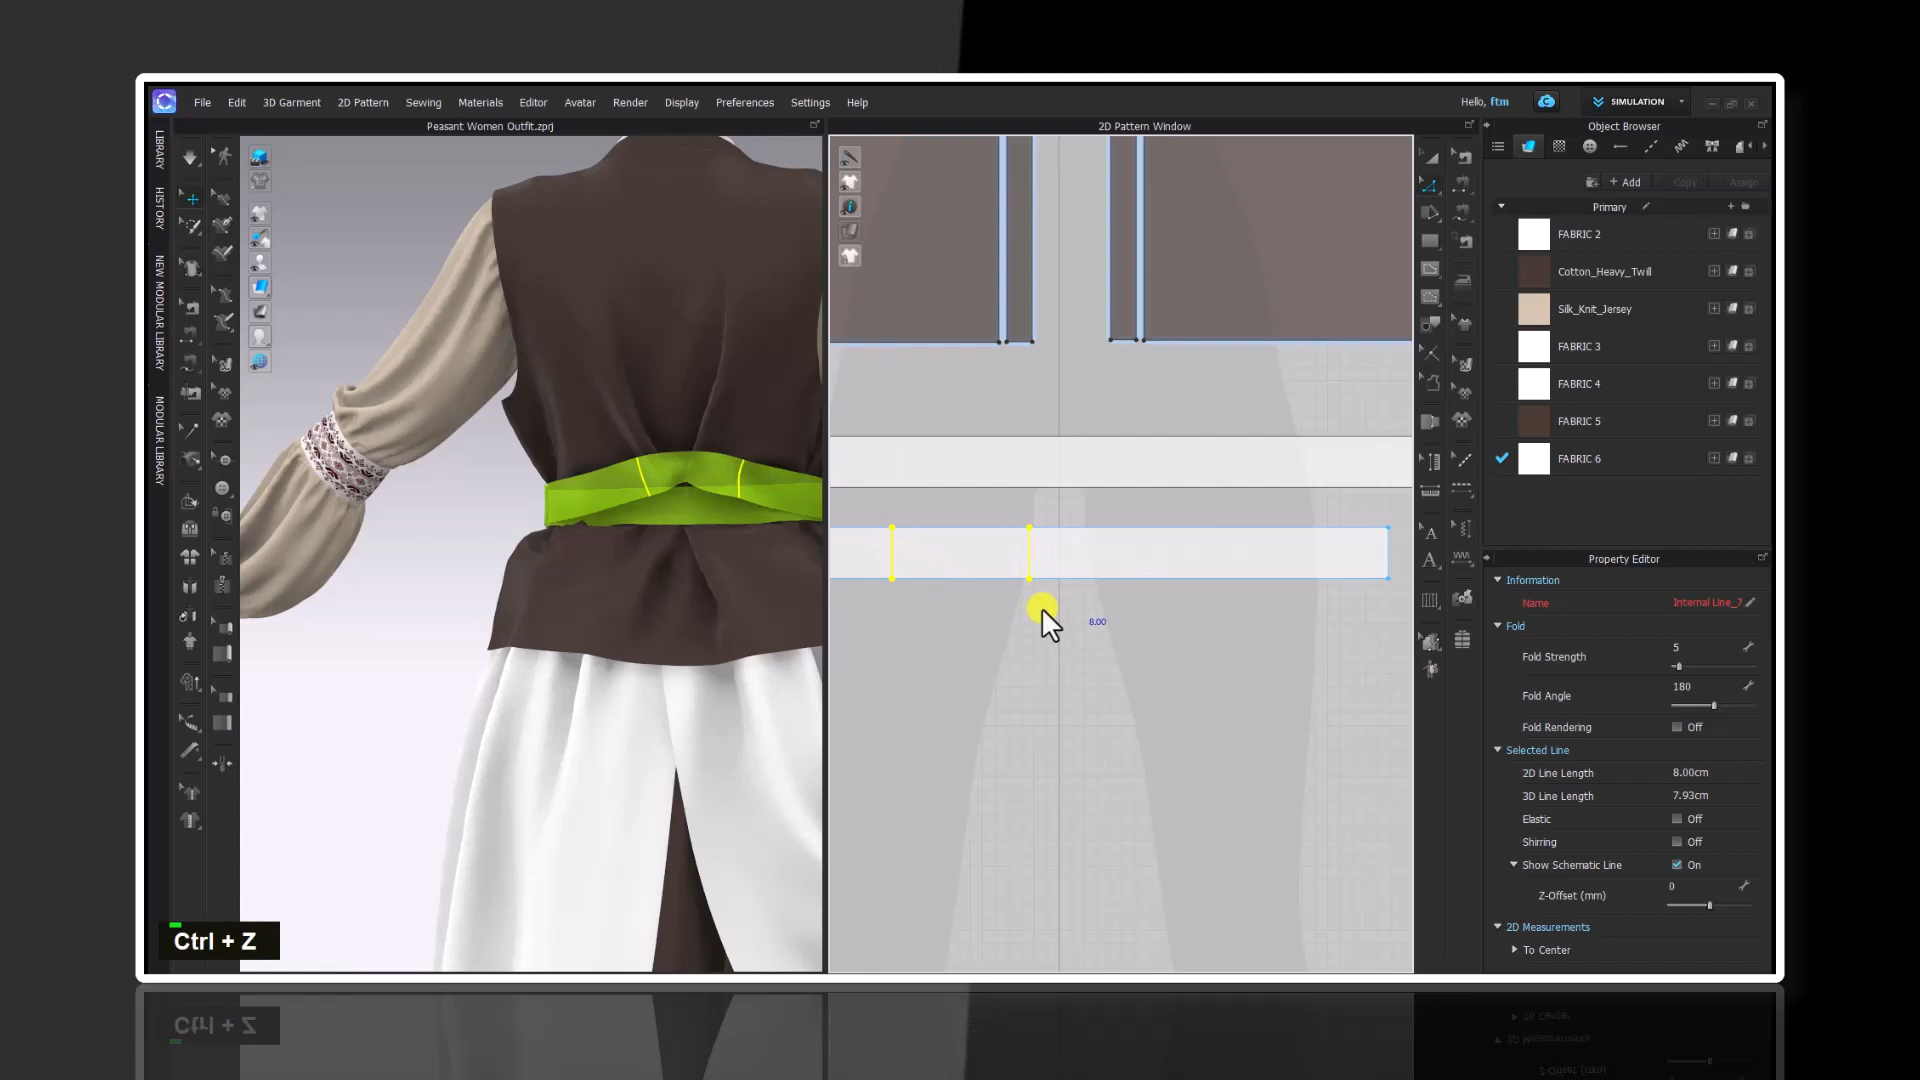 File Edit 3D Garment 2D Pattern Sewing Materials Editor Avatar Render Display Preferences Settings Help
Hello, ftm
SIMULATION
Peasant Women Outfit.zprj
2D Pattern Window
Object Browser
LIBRARY
HISTORY
NEW MODULAR LIBRARY
MODULAR LIBRARY
+ Add
Copy
Assign
Primary
FABRIC 2
Cotton_Heavy_Twill
Silk_Knit_Jersey
FABRIC 3
FABRIC 4
FABRIC 5
FABRIC 6
8.00
Property Editor
Information
Name Internal Line_7
Fold
Fold Strength 5
Fold Angle 180
Fold Rendering Off
Selected Line
2D Line Length 8.00cm
3D Line Length 7.93cm
Elastic Off
Shirring Off
Show Schematic Line On
Z-Offset (mm) 0
2D Measurements
To Center
Ctrl + Z